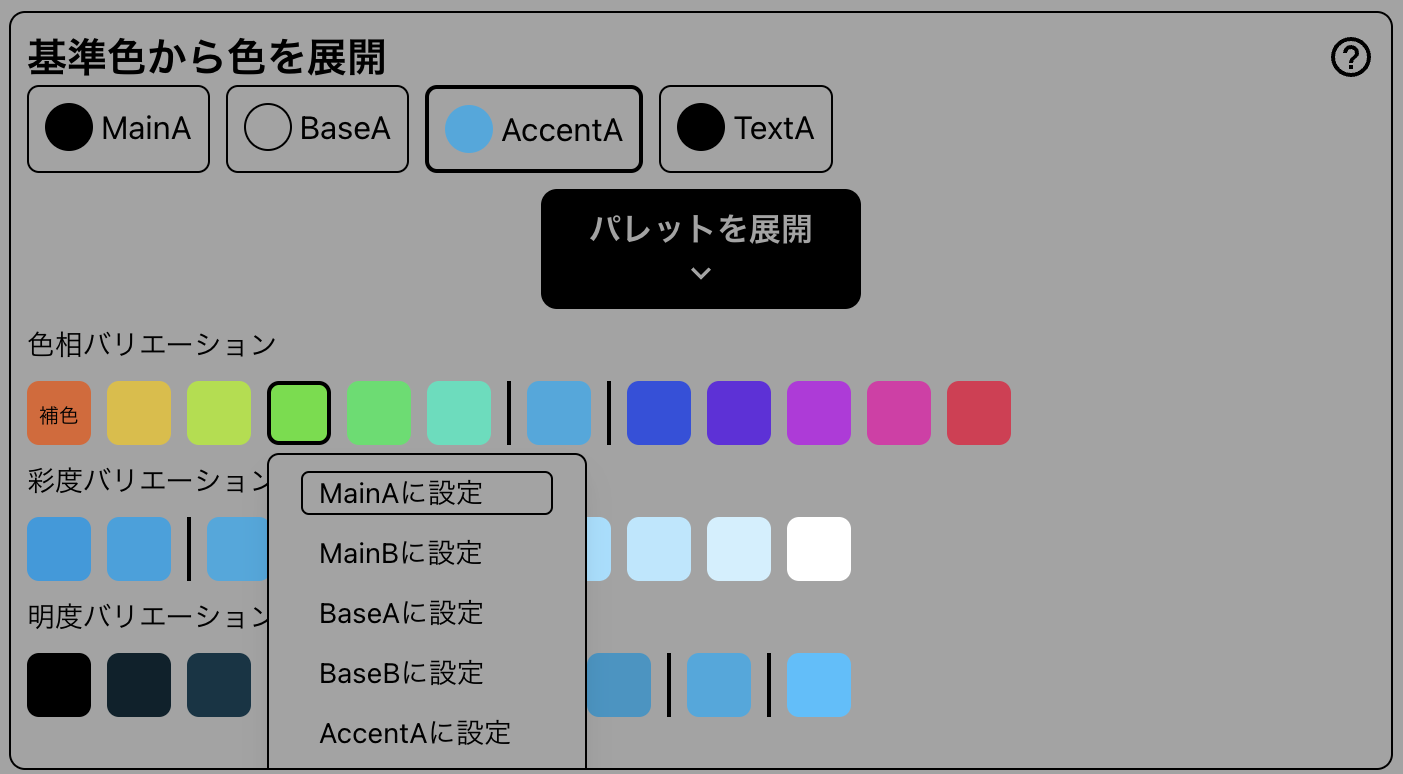 基準色から色を展開
?
MainA
BaseA
AccentA
TextA
パレットを展開
色相バリエーション
補色
彩度バリエーション
MainAに設定
MainBに設定
BaseAに設定
明度バリエーション
BaseBに設定
AccentAに設定